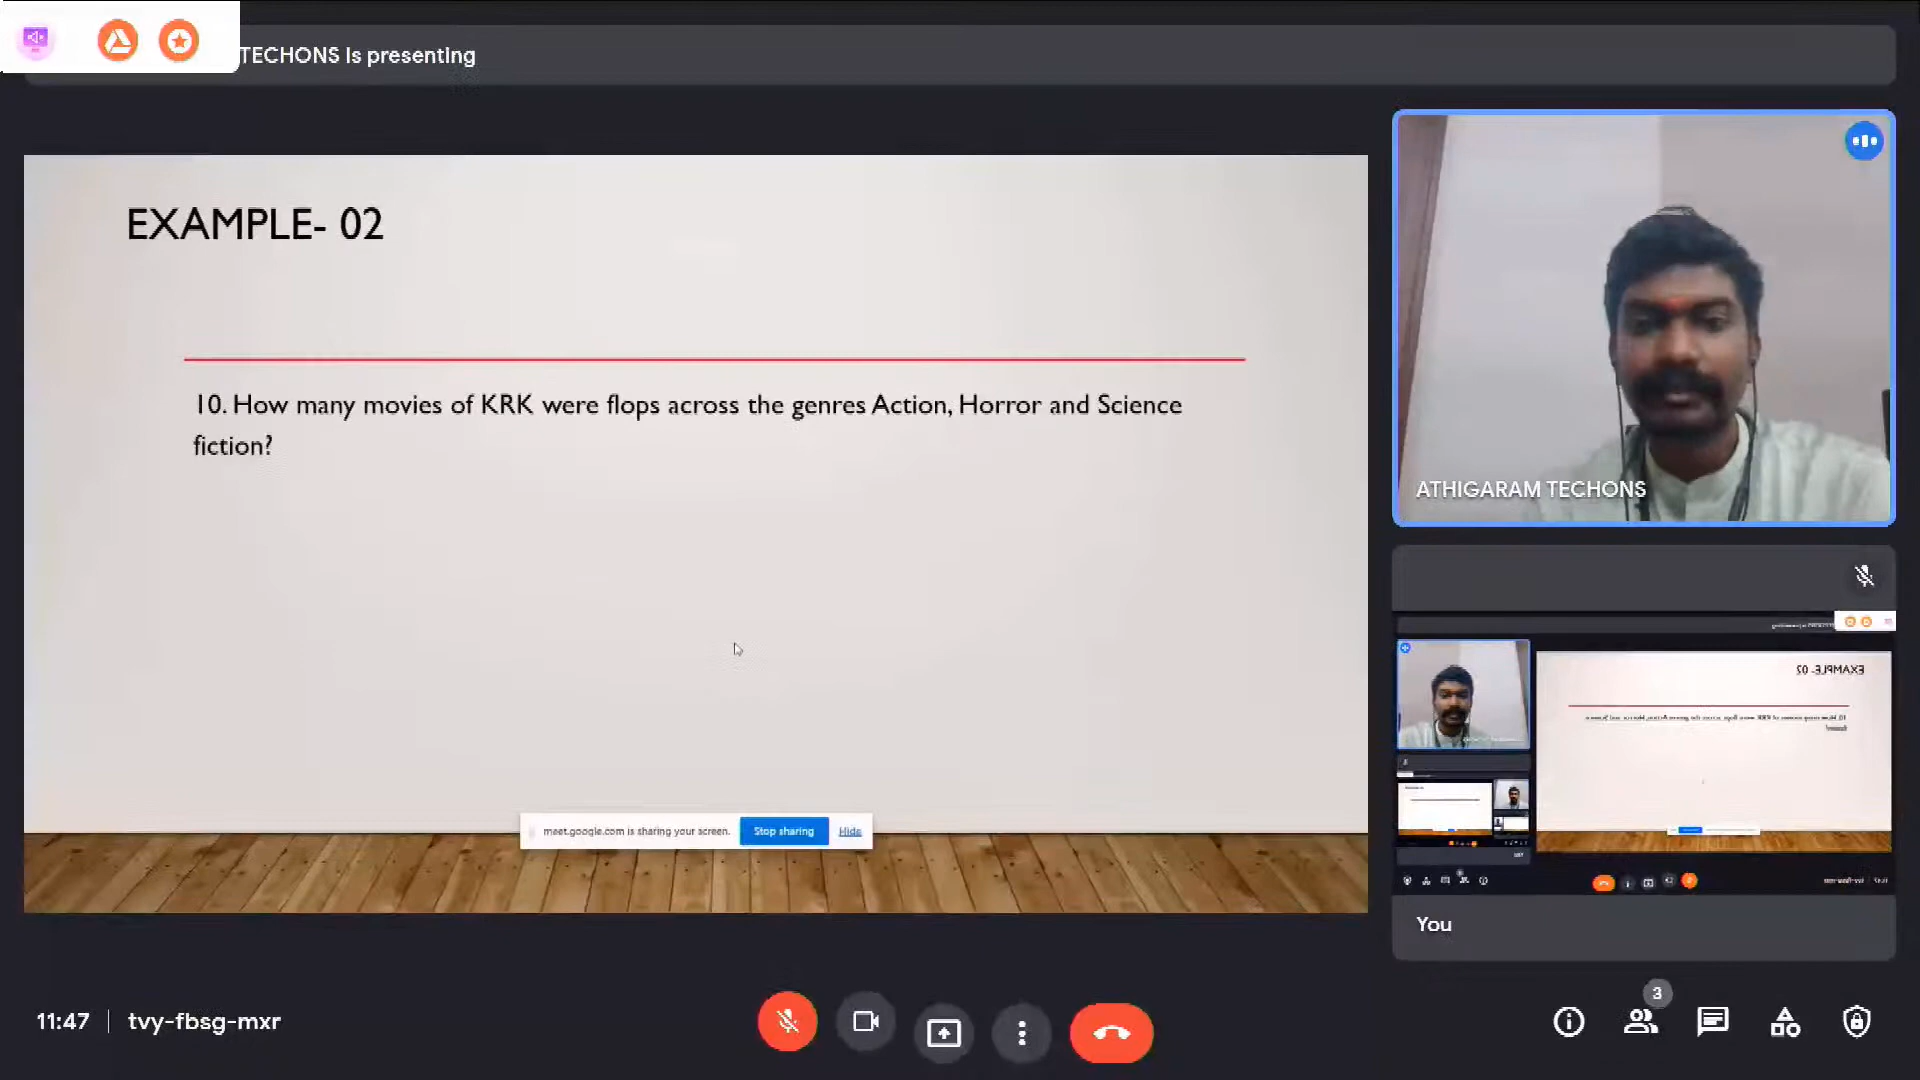 TECHONS is presenting
EXAMPLE- 02
10. How many movies of KRK were flops across the genres Action, Horror and Science
fiction?
meet.google.com is sharing your screen. Stop sharing Hide
ATHIGARAM TECHONS
EXAMPLE- 02
You
11:47 | tvy-fbsg-mxr
3